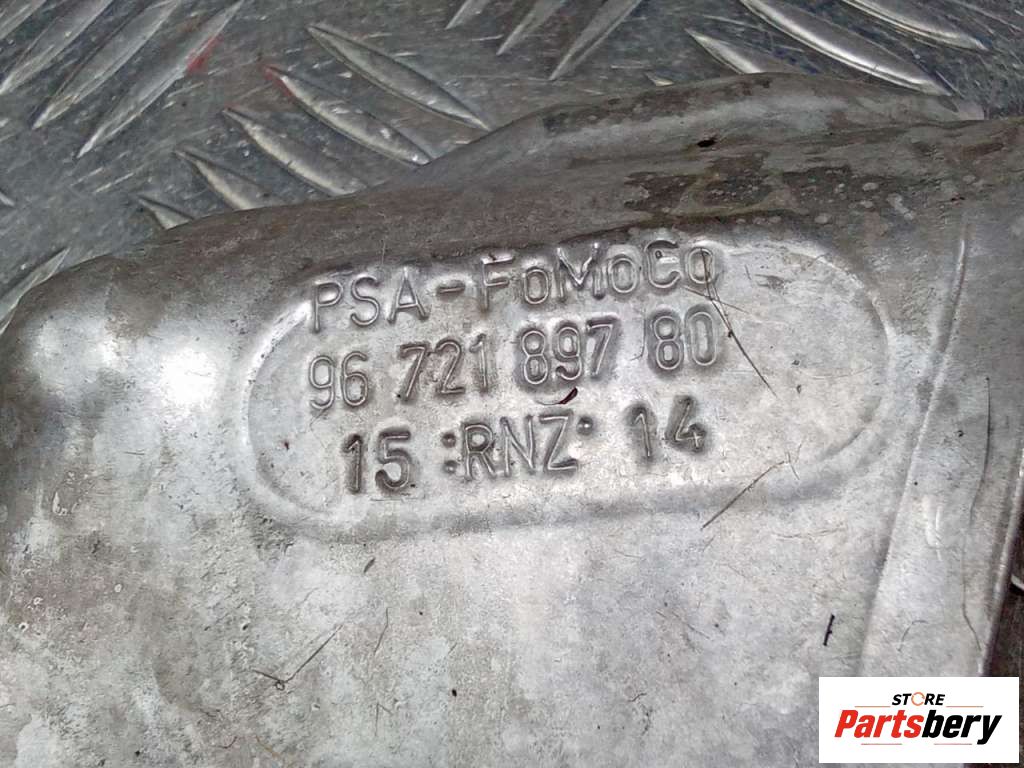 PSA-FoMoCo
96 721 897 80
15 :RNZ: 14
STORE
Partsbery